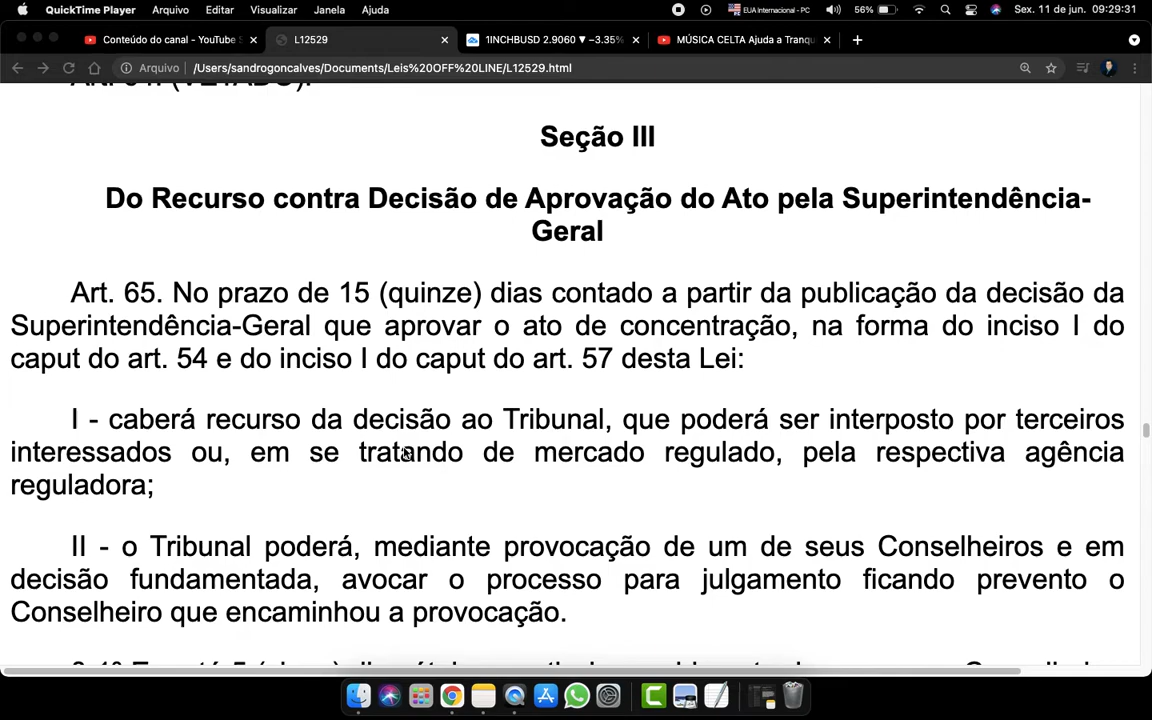 QuickTime Player Arquivo Editar Visualizar Janela Ajuda EUA Internacional - PC 56% Sex. 11 de jun. 09:29:31
Conteúdo do canal - YouTube S × L12529 × 1INCHBUSD 2.9060 ▼ −3.35% × MÚSICA CELTA Ajuda a Tranqu × +
Arquivo | /Users/sandrogoncalves/Documents/Leis%20OFF%20LINE/L12529.html
Seção III
Do Recurso contra Decisão de Aprovação do Ato pela Superintendência-
Geral
Art. 65. No prazo de 15 (quinze) dias contado a partir da publicação da decisão da
Superintendência-Geral que aprovar o ato de concentração, na forma do inciso I do
caput do art. 54 e do inciso I do caput do art. 57 desta Lei:
I - caberá recurso da decisão ao Tribunal, que poderá ser interposto por terceiros
interessados ou, em se tratando de mercado regulado, pela respectiva agência
reguladora;
II - o Tribunal poderá, mediante provocação de um de seus Conselheiros e em
decisão fundamentada, avocar o processo para julgamento ficando prevento o
Conselheiro que encaminhou a provocação.